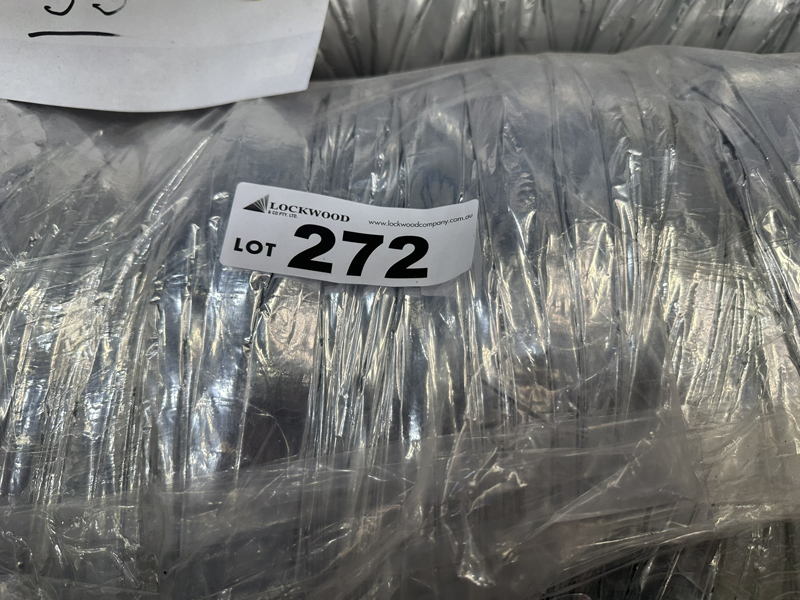 LOCKWOOD
& CO PTY. LTD.
www.lockwoodcompany.com.au
LOT 272